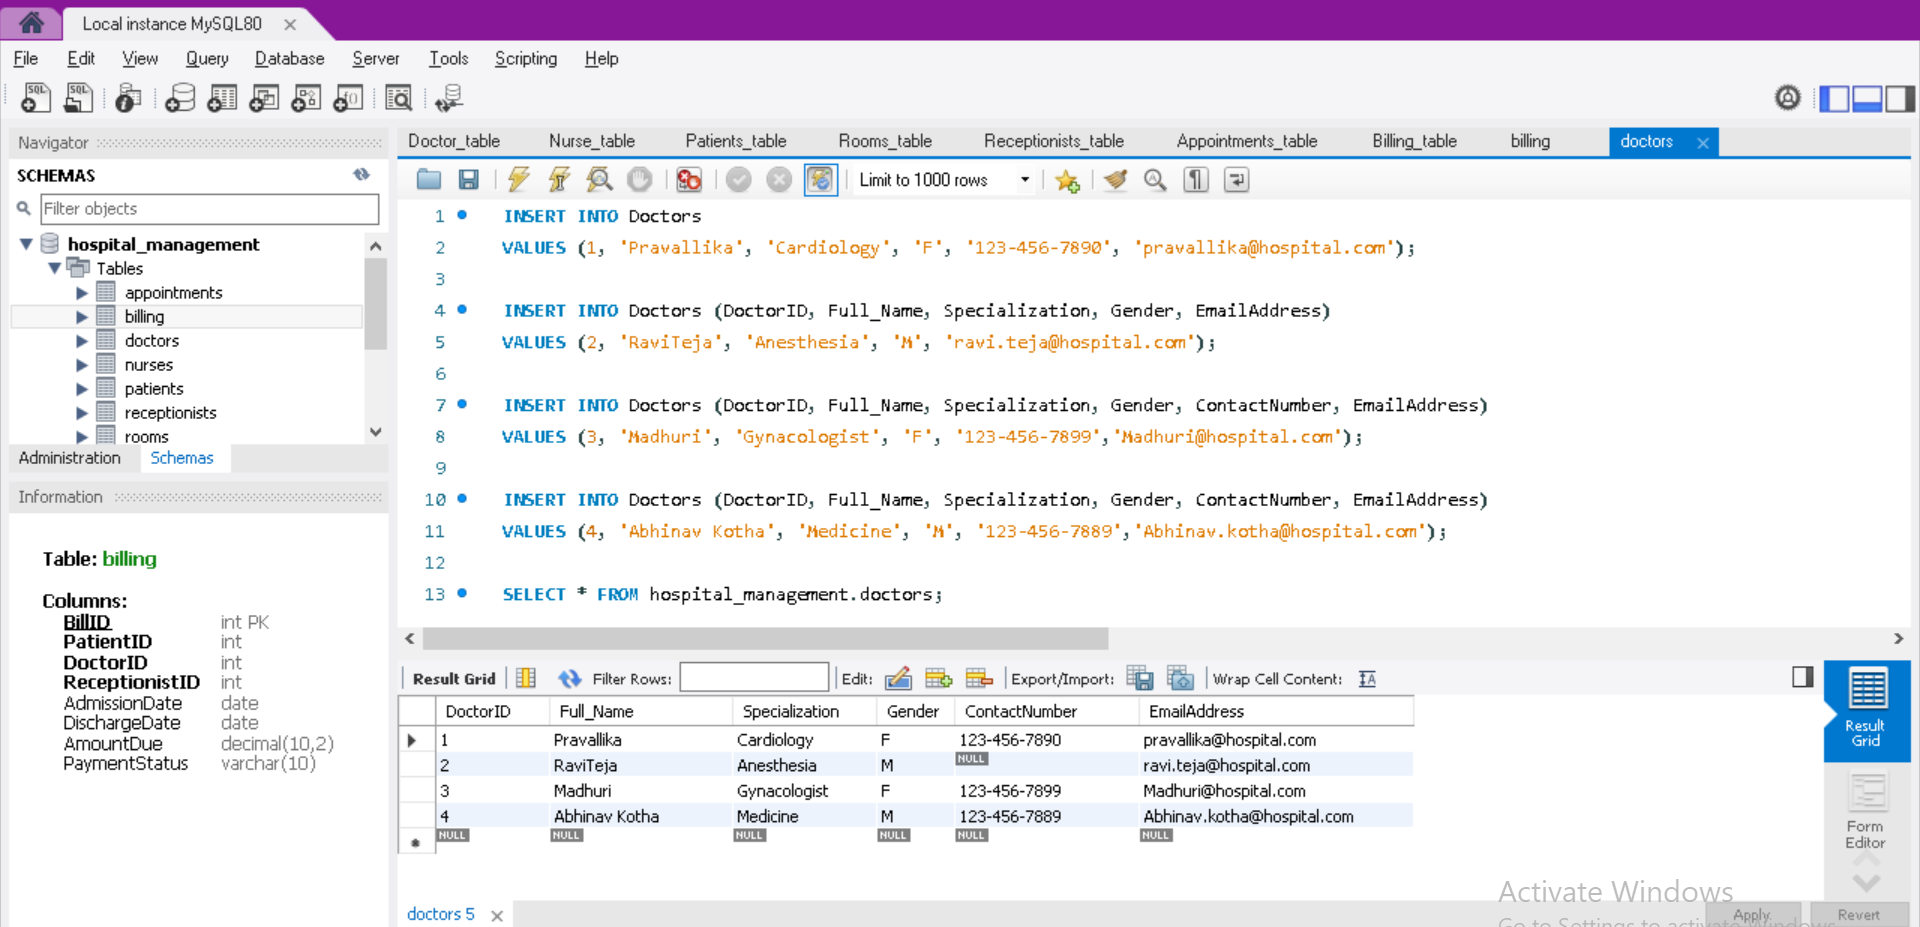 Local instance MySQL80
File Edit View Query Database Server Tools Scripting Help
Navigator
SCHEMAS
Filter objects
hospital_management
Tables
appointments
billing
doctors
nurses
patients
receptionists
rooms
Administration Schemas
Information
Table: billing
Columns:
BillID int PK
PatientID int
DoctorID int
ReceptionistID int
AdmissionDate date
DischargeDate date
AmountDue decimal(10,2)
PaymentStatus varchar(10)
Doctor_table Nurse_table Patients_table Rooms_table Receptionists_table Appointments_table Billing_table billing doctors
Limit to 1000 rows
1 INSERT INTO Doctors
2 VALUES (1, 'Pravallika', 'Cardiology', 'F', '123-456-7890', 'pravallika@hospital.com');
3
4 INSERT INTO Doctors (DoctorID, Full_Name, Specialization, Gender, EmailAddress)
5 VALUES (2, 'RaviTeja', 'Anesthesia', 'M', 'ravi.teja@hospital.com');
6
7 INSERT INTO Doctors (DoctorID, Full_Name, Specialization, Gender, ContactNumber, EmailAddress)
8 VALUES (3, 'Madhuri', 'Gynacologist', 'F', '123-456-7899','Madhuri@hospital.com');
9
10 INSERT INTO Doctors (DoctorID, Full_Name, Specialization, Gender, ContactNumber, EmailAddress)
11 VALUES (4, 'Abhinav Kotha', 'Medicine', 'M', '123-456-7889','Abhinav.kotha@hospital.com');
12
13 SELECT * FROM hospital_management.doctors;
Result Grid Filter Rows: Edit: Export/Import: Wrap Cell Content:
DoctorID Full_Name Specialization Gender ContactNumber EmailAddress
1 Pravallika Cardiology F 123-456-7890 pravallika@hospital.com
2 RaviTeja Anesthesia M NULL ravi.teja@hospital.com
3 Madhuri Gynacologist F 123-456-7899 Madhuri@hospital.com
4 Abhinav Kotha Medicine M 123-456-7889 Abhinav.kotha@hospital.com
NULL NULL NULL NULL NULL NULL
Result
Grid
Form
Editor
doctors 5
Activate Windows
Go to Settings to activate Windows.
Apply Revert